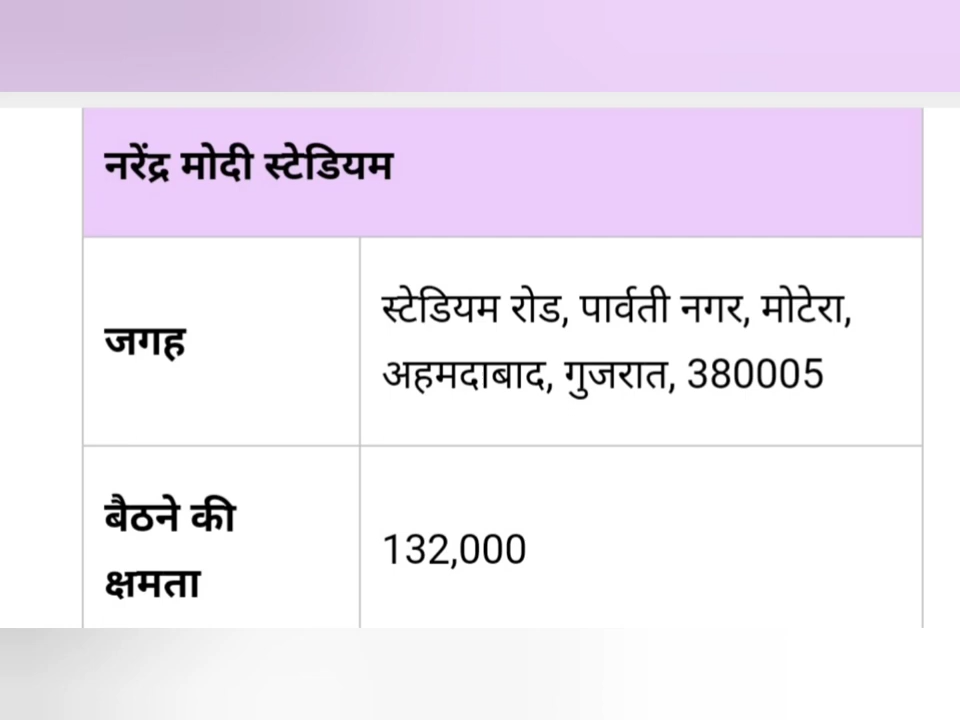 नरेंद्र मोदी स्टेडियम
जगह
स्टेडियम रोड, पार्वती नगर, मोटेरा,
अहमदाबाद, गुजरात, 380005
बैठने की
क्षमता
132,000